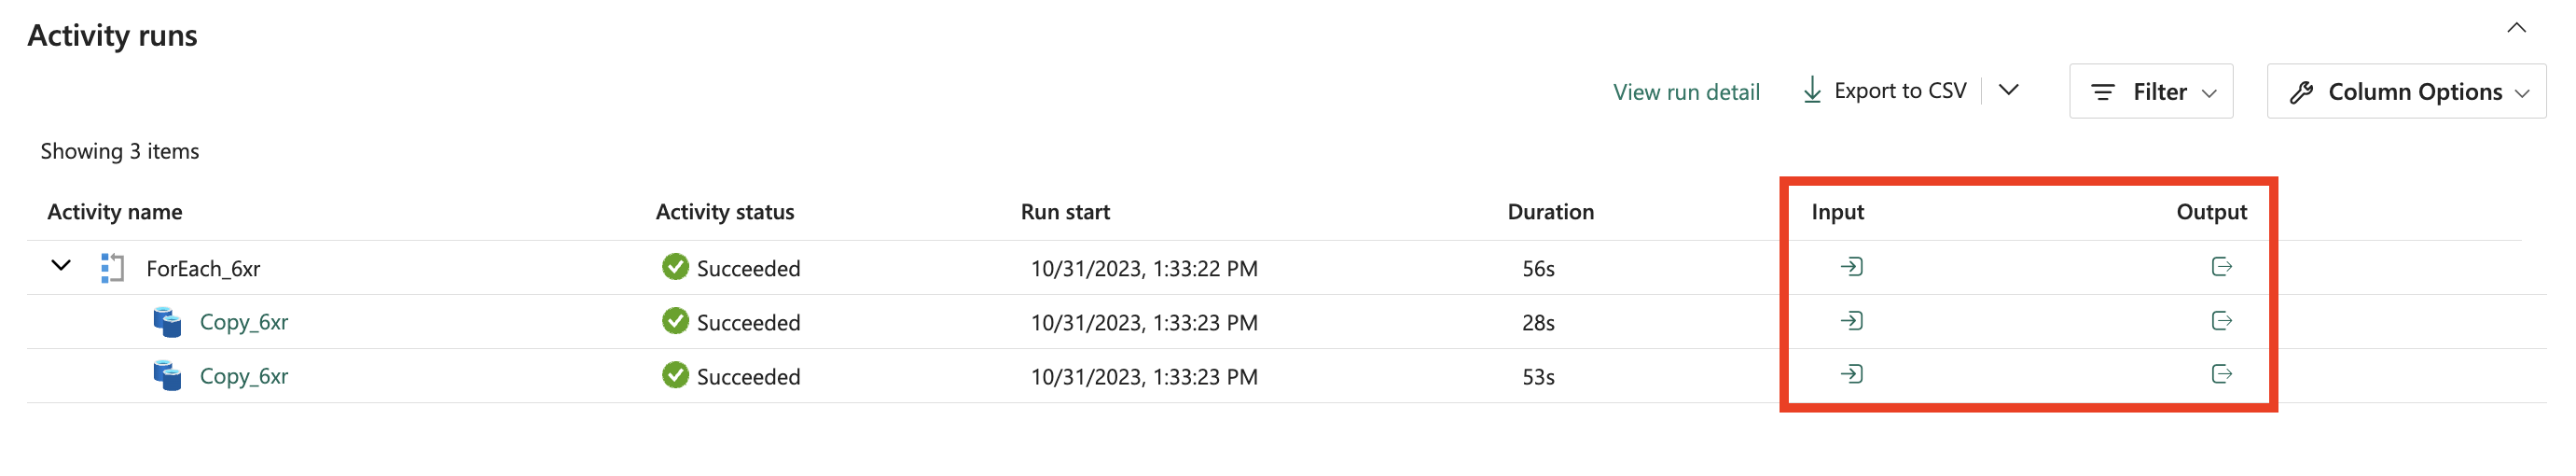 Activity runs
View run detail Export to CSV Filter Column Options
Showing 3 items
Activity name Activity status Run start Duration Input Output
ForEach_6xr Succeeded 10/31/2023, 1:33:22 PM 56s
Copy_6xr Succeeded 10/31/2023, 1:33:23 PM 28s
Copy_6xr Succeeded 10/31/2023, 1:33:23 PM 53s